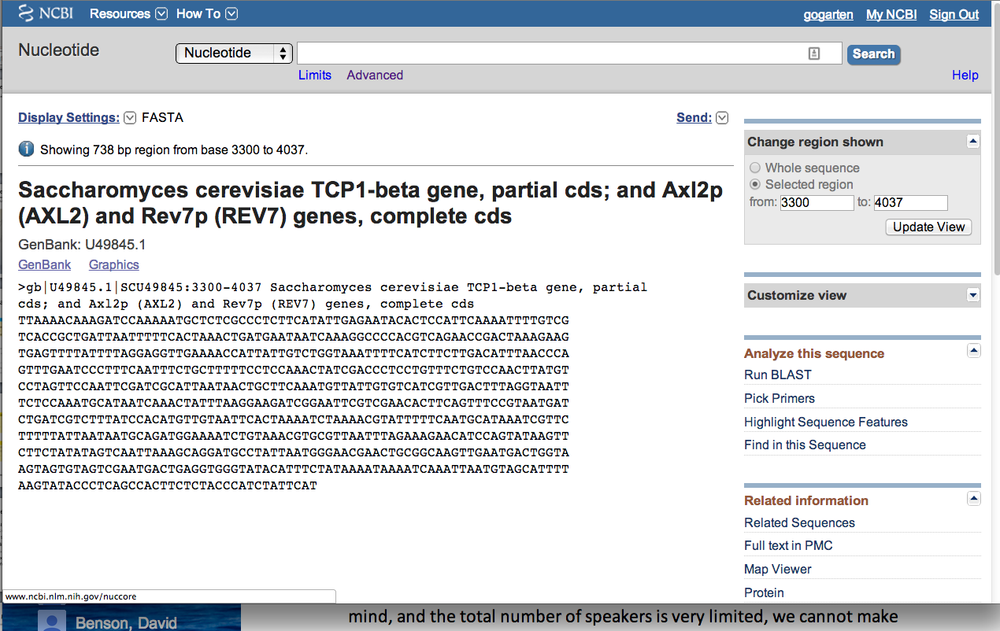 NCBI Resources How To gogarten My NCBI Sign Out
Nucleotide Nucleotide Search
Limits Advanced Help
Display Settings: FASTA Send:
Showing 738 bp region from base 3300 to 4037.
Saccharomyces cerevisiae TCP1-beta gene, partial cds; and Axl2p
(AXL2) and Rev7p (REV7) genes, complete cds
GenBank: U49845.1
GenBank Graphics
>gb|U49845.1|SCU49845:3300-4037 Saccharomyces cerevisiae TCP1-beta gene, partial
cds; and Axl2p (AXL2) and Rev7p (REV7) genes, complete cds
TTAAAACAAAGATCCAAAAATGCTCTCGCCCTCTTCATATTGAGAATACACTCCATTCAAAATTTTGTCG
TCACCGCTGATTAATTTTTCACTAAACTGATGAATAATCAAAGGCCCCACGTCAGAACCGACTAAAGAAG
TGAGTTTTATTTTAGGAGGTTGAAAACCATTATTGTCTGGTAAATTTTCATCTTCTTGACATTTAACCCA
GTTTGAATCCCTTTCAATTTCTGCTTTTTCCTCCAAACTATCGACCCTCCTGTTTCTGTCCAACTTATGT
CCTAGTTCCAATTCGATCGCATTAATAACTGCTTCAAATGTTATTGTGTCATCGTTGACTTTAGGTAATT
TCTCCAAATGCATAATCAAACTATTTAAGGAAGATCGGAATTCGTCGAACACTTCAGTTTCCGTAATGAT
CTGATCGTCTTTATCCACATGTTGTAATTCACTAAAATCTAAAACGTATTTTTCAATGCATAAATCGTTC
TTTTTATTAATAATGCAGATGGAAAATCTGTAAACGTGCGTTAATTTAGAAAGAACATCCAGTATAAGTT
CTTCTATATAGTCAATTAAAGCAGGATGCCTATTAATGGGAACGAACTGCGGCAAGTTGAATGACTGGTA
AGTAGTGTAGTCGAATGACTGAGGTGGGTATACATTTCTATAAAATAAAATCAAATTAATGTAGCATTTT
AAGTATACCCTCAGCCACTTCTCTACCCATCTATTCAT
Change region shown
Whole sequence
Selected region
from: 3300 to: 4037
Update View
Customize view
Analyze this sequence
Run BLAST
Pick Primers
Highlight Sequence Features
Find in this Sequence
Related information
Related Sequences
Full text in PMC
Map Viewer
Protein
www.ncbi.nlm.nih.gov/nuccore
Benson, David
mind, and the total number of speakers is very limited, we cannot make